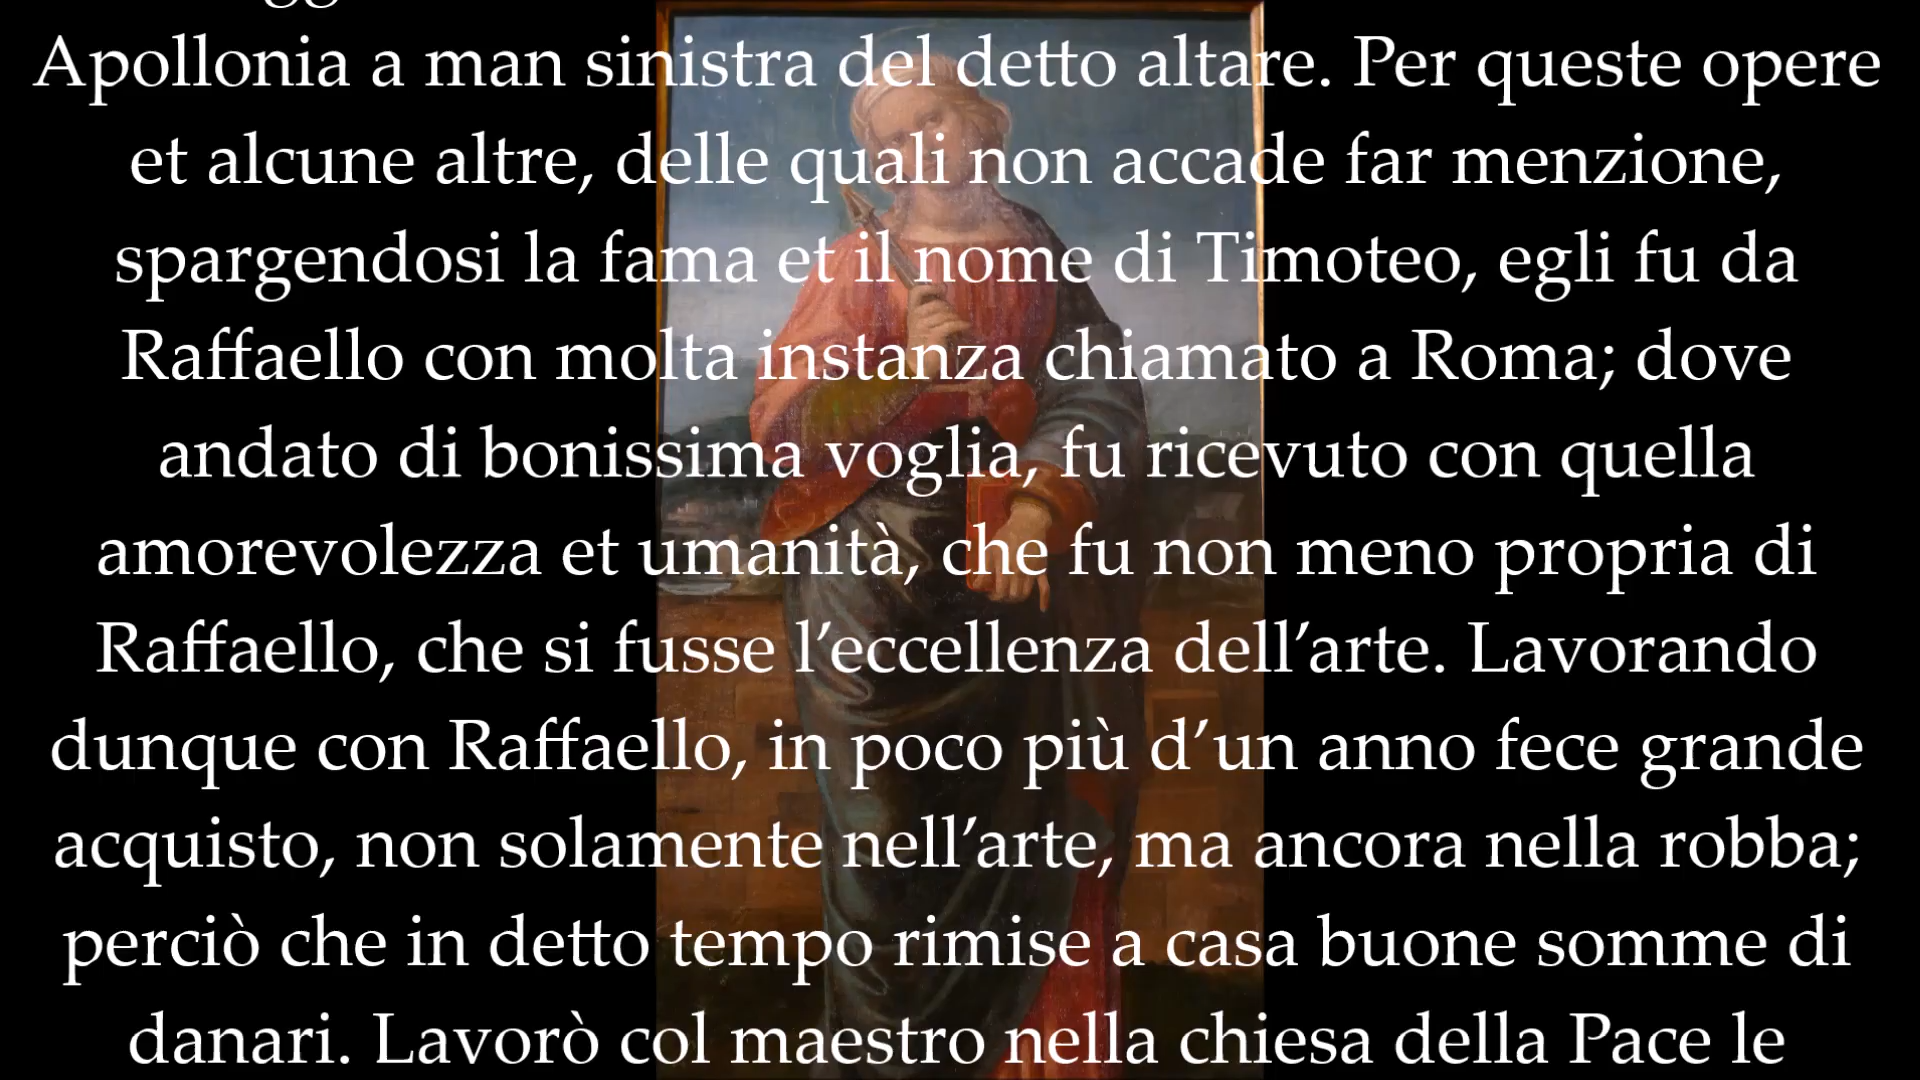 Apollonia a man sinistra del detto altare. Per queste opere
et alcune altre, delle quali non accade far menzione,
spargendosi la fama et il nome di Timoteo, egli fu da
Raffaello con molta instanza chiamato a Roma; dove
andato di bonissima voglia, fu ricevuto con quella
amorevolezza et umanità, che fu non meno propria di
Raffaello, che si fusse l’eccellenza dell’arte. Lavorando
dunque con Raffaello, in poco più d’un anno fece grande
acquisto, non solamente nell’arte, ma ancora nella robba;
perciò che in detto tempo rimise a casa buone somme di
danari. Lavorò col maestro nella chiesa della Pace le